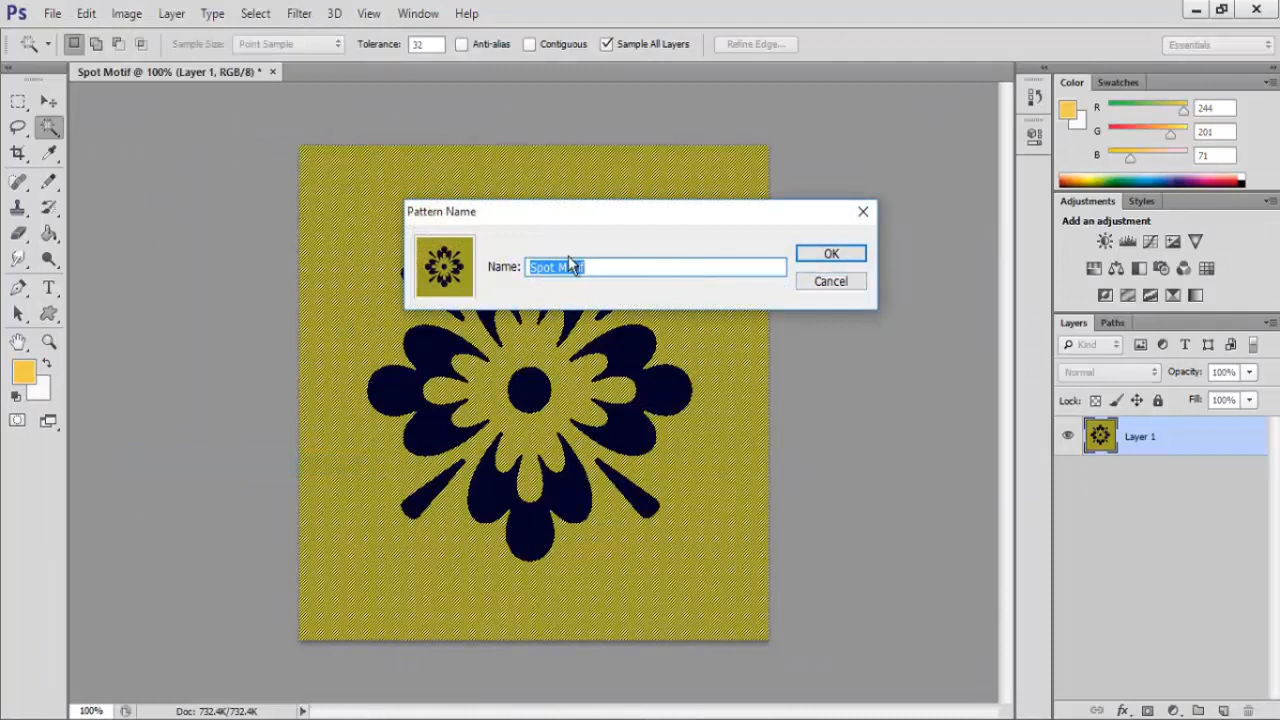 Ps File Edit Image Layer Type Select Filter 3D View Window Help
Sample Size: Point Sample Tolerance: 32 Anti-alias Contiguous Sample All Layers Refine Edge... Essentials
Spot Motif @ 100% (Layer 1, RGB/8) * ×
Color Swatches
R 244
G 201
B 71
Adjustments Styles
Add an adjustment
Pattern Name
Name: Spot Motif
OK
Cancel
Layers Paths
Kind
Normal Opacity: 100%
Lock: Fill: 100%
Layer 1
fx
100% Doc: 732.4K/732.4K